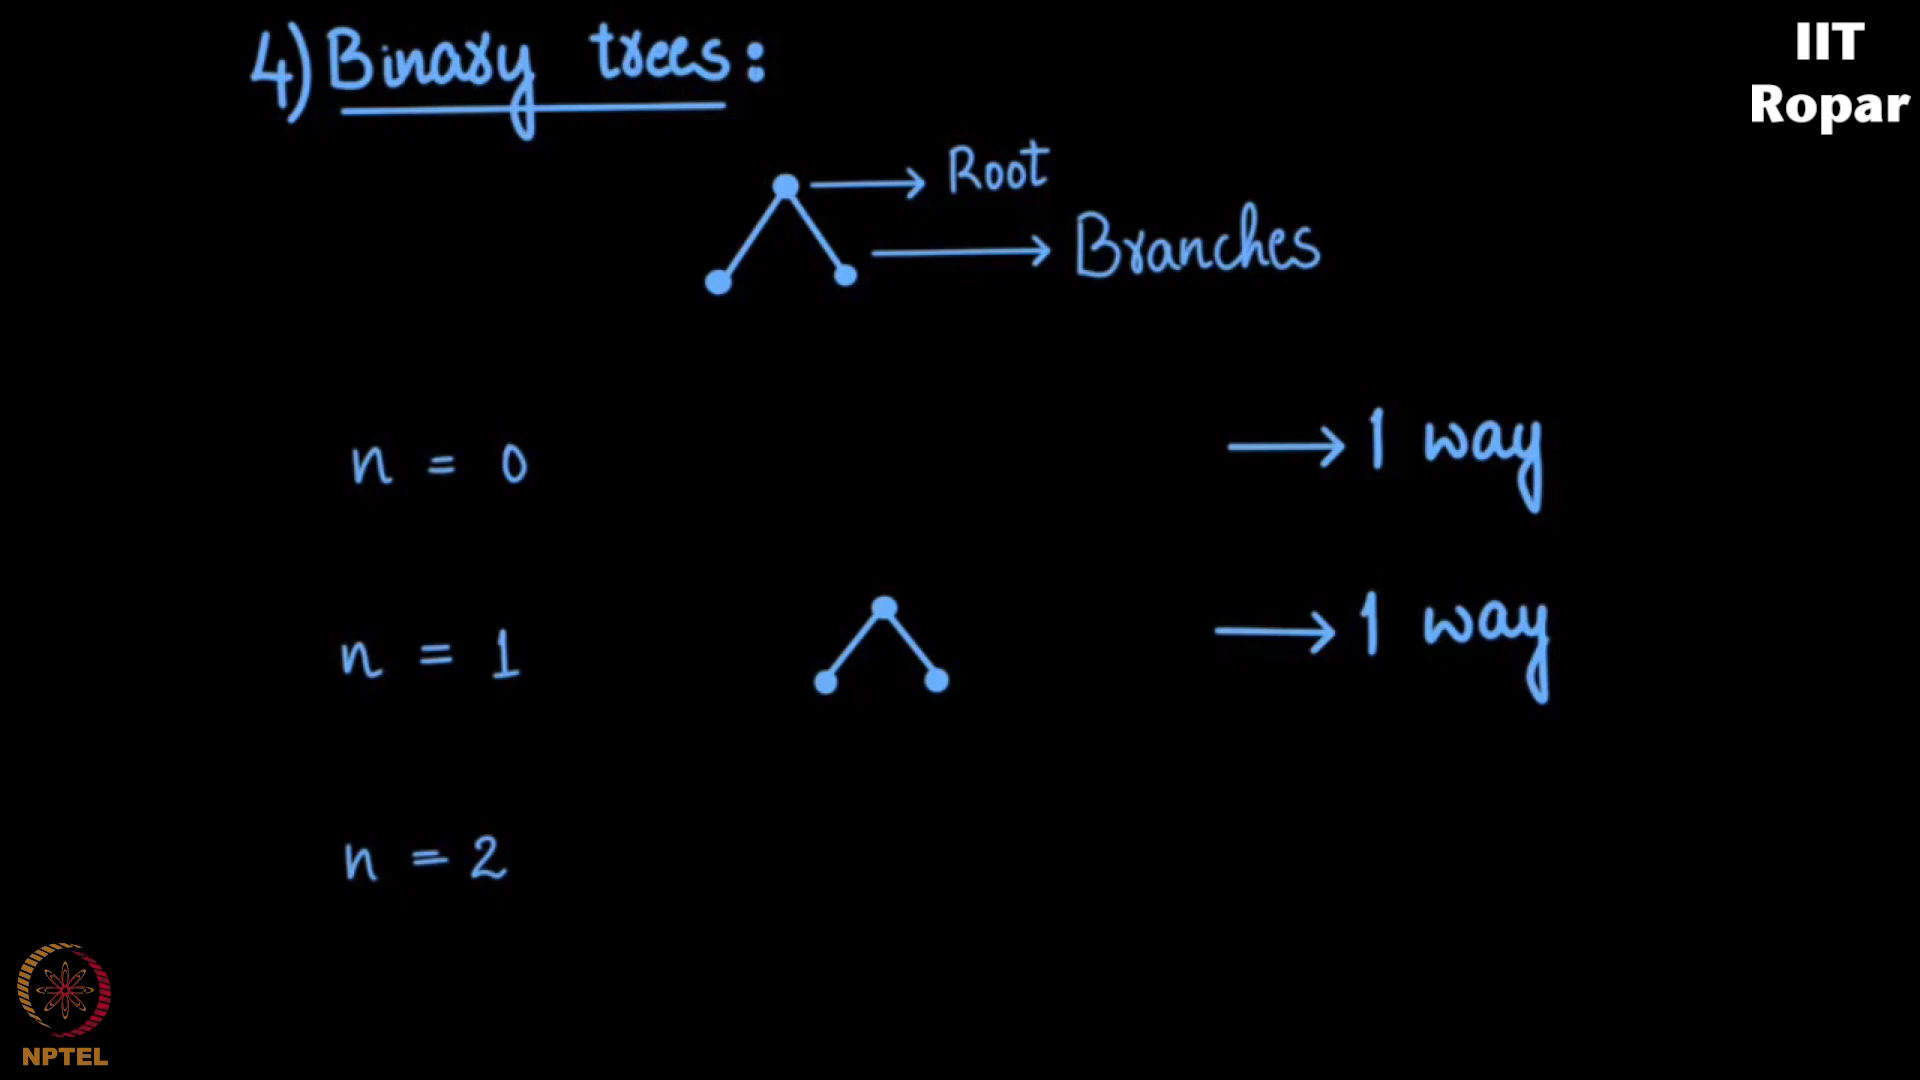 4) Binary trees:
IIT
Ropar
Root
Branches
n = 0 1 way
n = 1 1 way
n = 2
NPTEL